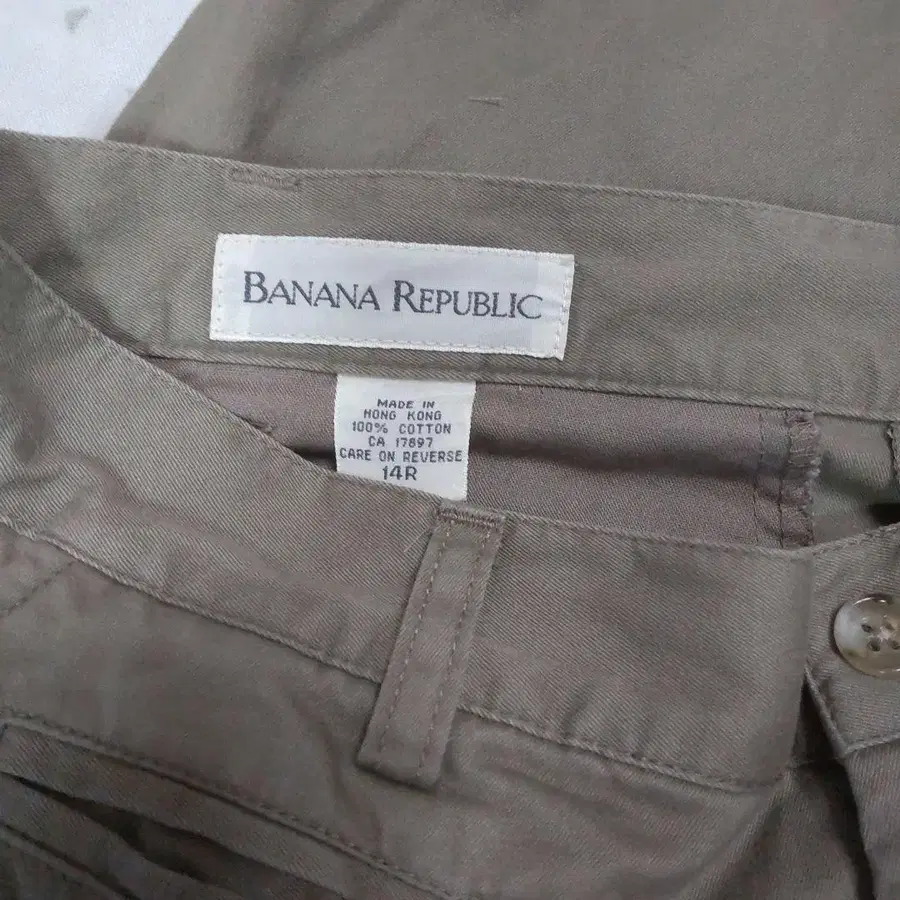 BANANA REPUBLIC
MADE IN
HONG KONG
100% COTTON
CA 17897
CARE ON REVERSE
14R